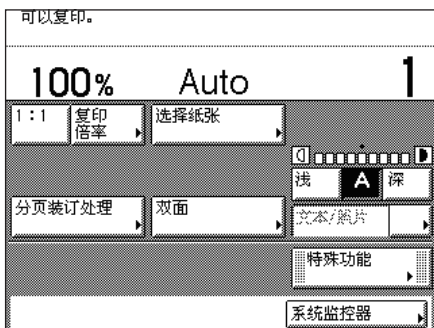 可以复印。
100% Auto 1
1:1 复印倍率 选择纸张
浅 A 深
分页装订处理 双面 文本/照片
特殊功能
系统监控器